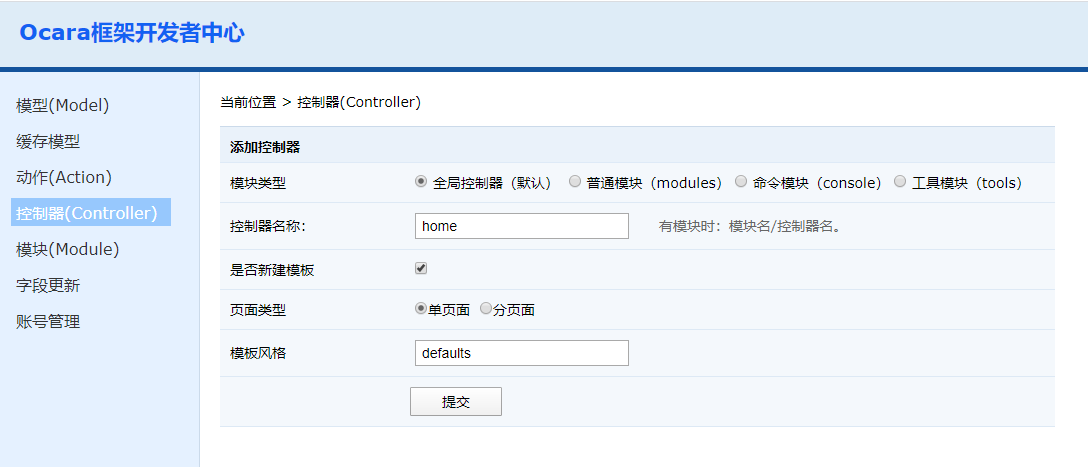 Ocara框架开发者中心
模型(Model)
缓存模型
动作(Action)
控制器(Controller)
模块(Module)
字段更新
账号管理
当前位置 > 控制器(Controller)
添加控制器
模块类型 全局控制器（默认） 普通模块（modules） 命令模块（console） 工具模块（tools）
控制器名称： home 有模块时：模块名/控制器名。
是否新建模板
页面类型 单页面 分页面
模板风格 defaults
提交